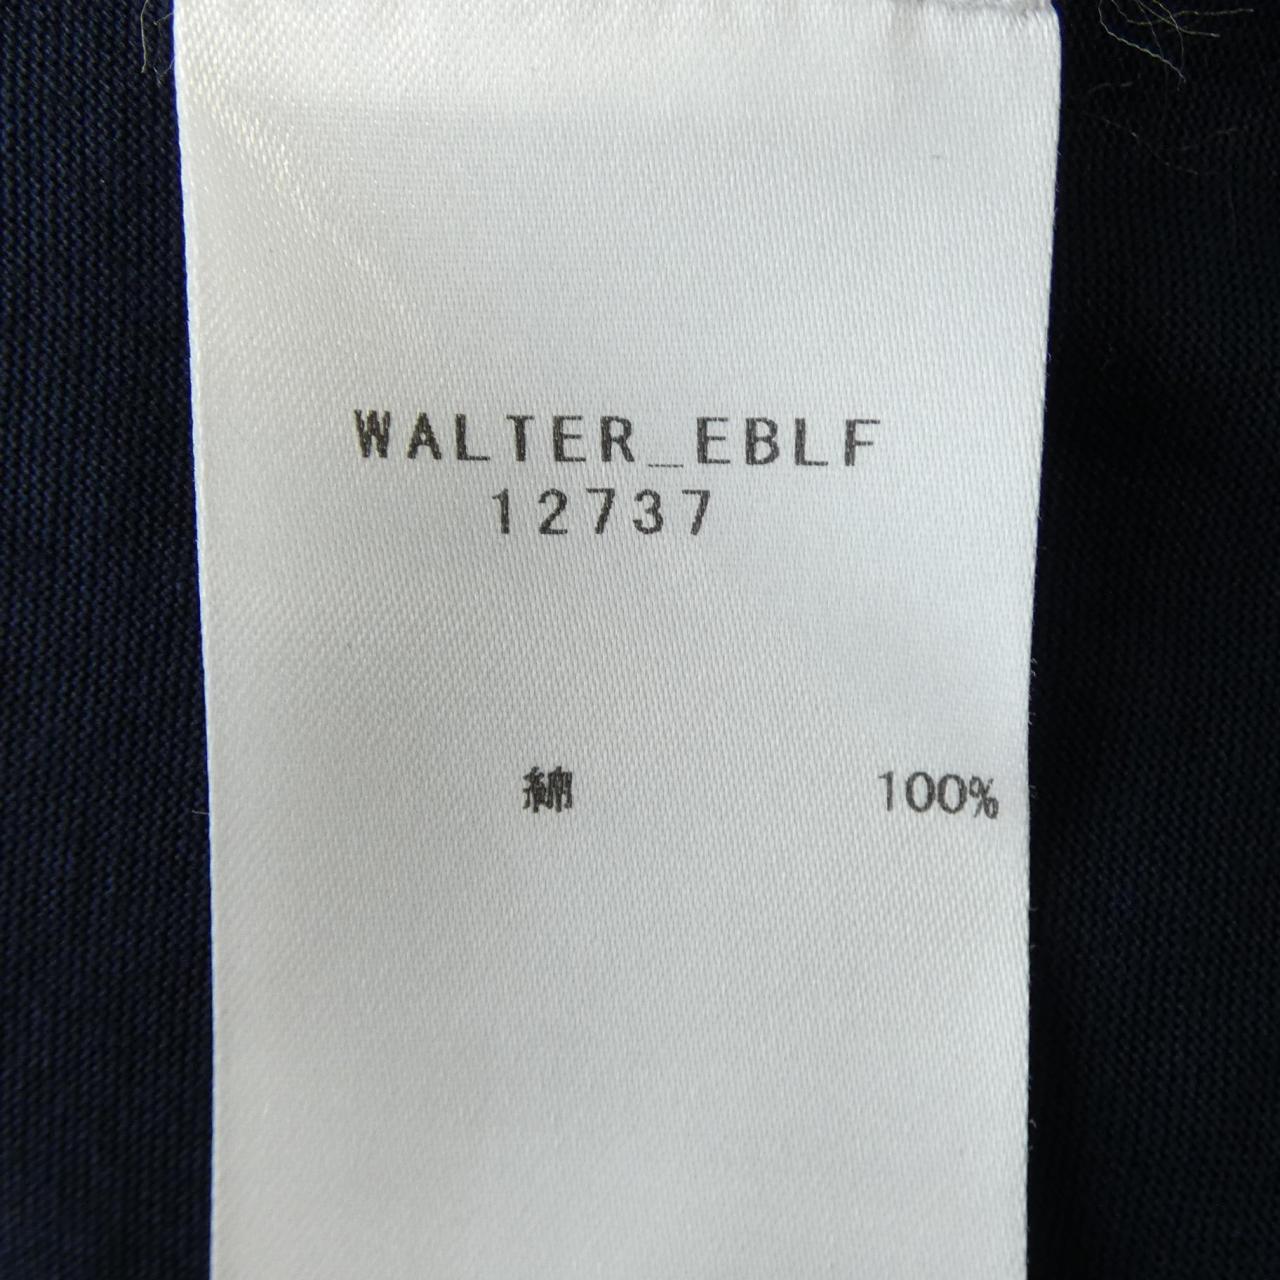 WALTER_EBLF
12737
綿 100%